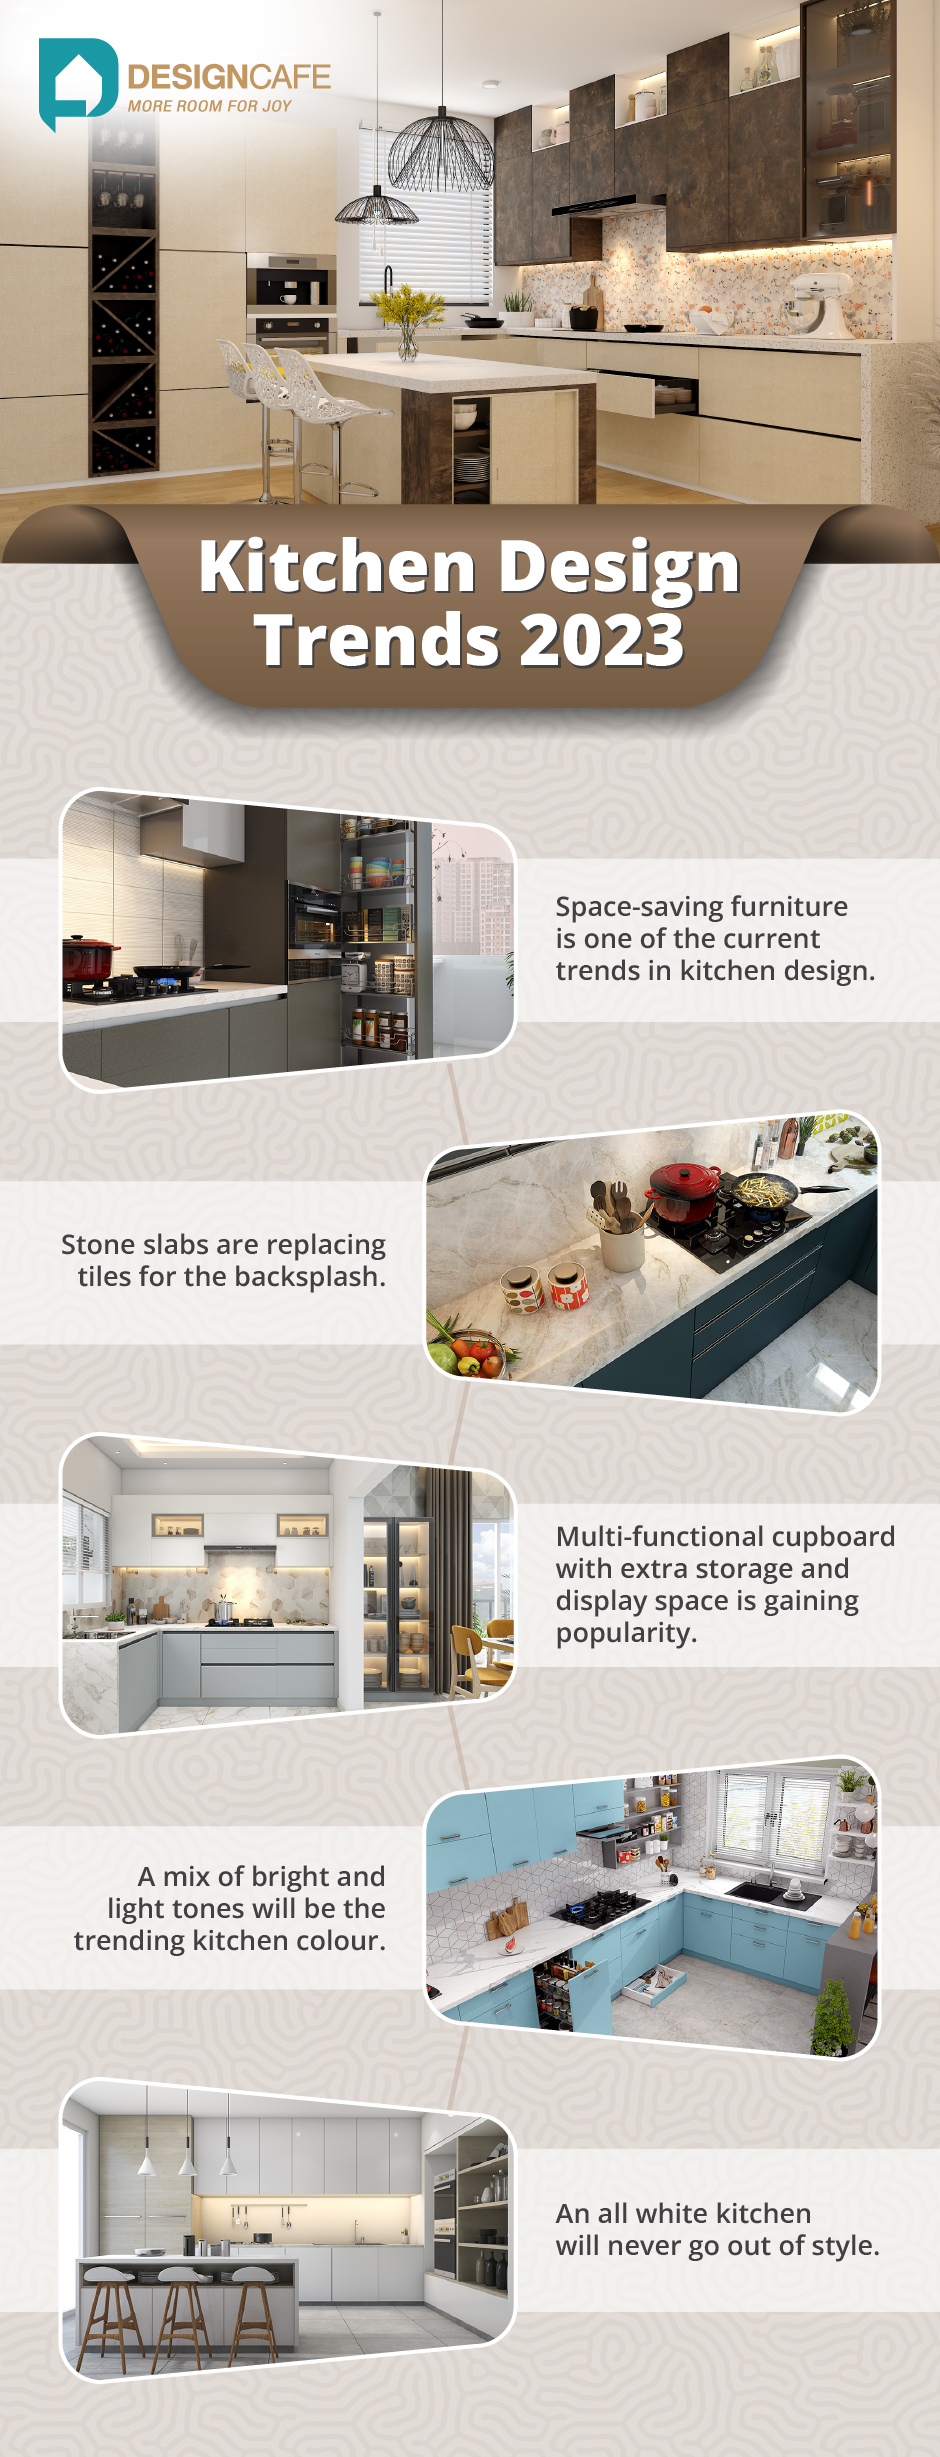 DESIGNCAFE
MORE ROOM FOR JOY
Kitchen Design
Trends 2023
Space-saving furniture
is one of the current
trends in kitchen design.
Stone slabs are replacing
tiles for the backsplash.
Multi-functional cupboard
with extra storage and
display space is gaining
popularity.
A mix of bright and
light tones will be the
trending kitchen colour.
An all white kitchen
will never go out of style.